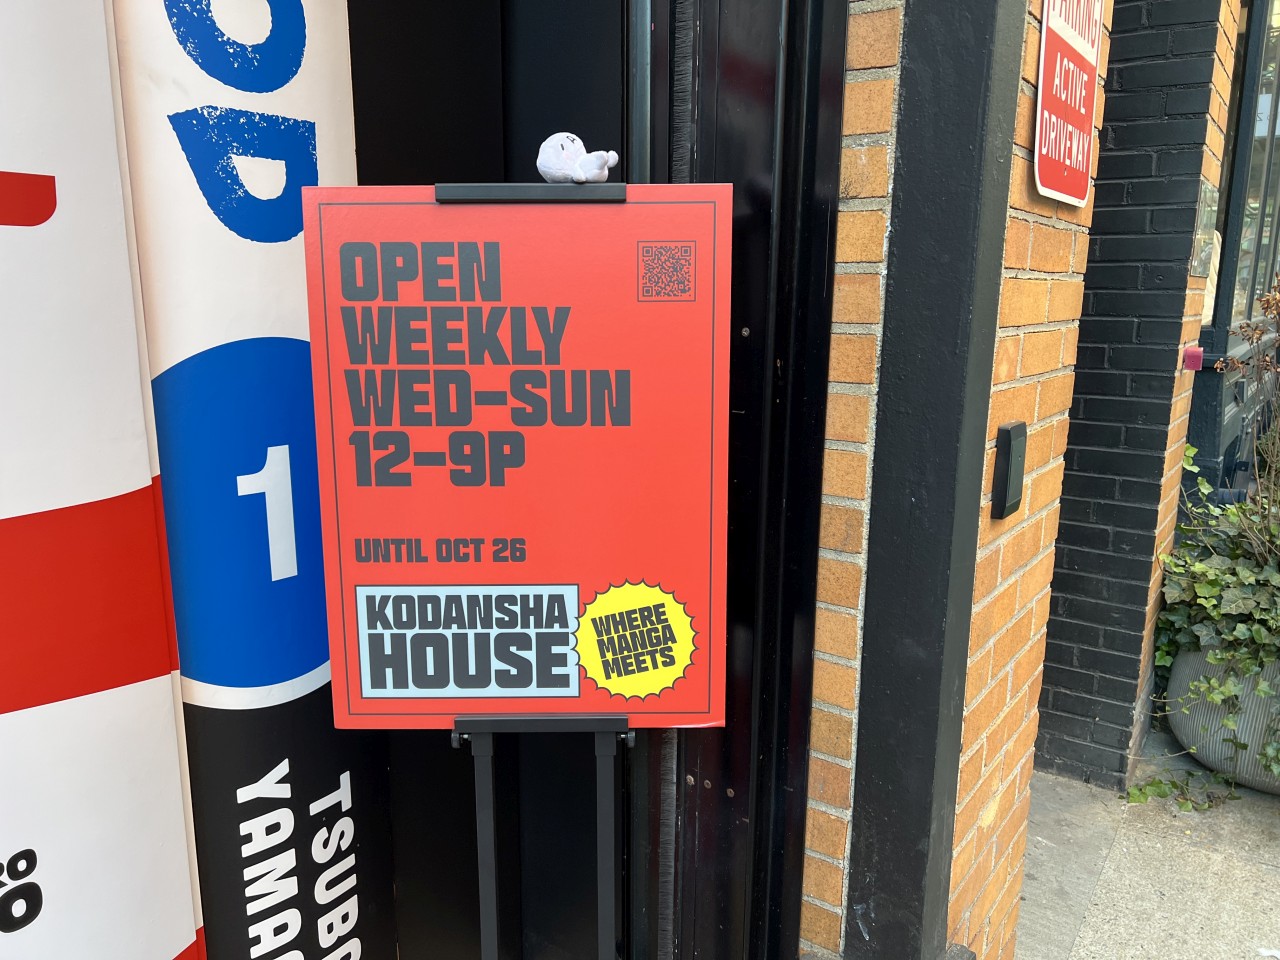 OPEN
WEEKLY
WED–SUN
12–9P
UNTIL OCT 26
KODANSHA
HOUSE
WHERE
MANGA
MEETS
1
ACTIVE
DRIVEWAY